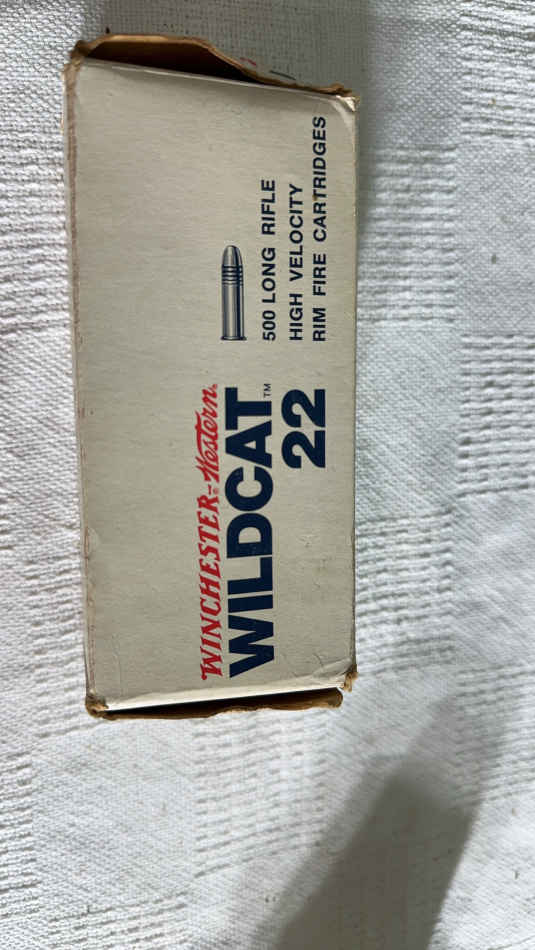 WINCHESTER®-Western®
WILDCAT™
22
500 LONG RIFLE
HIGH VELOCITY
RIM FIRE CARTRIDGES